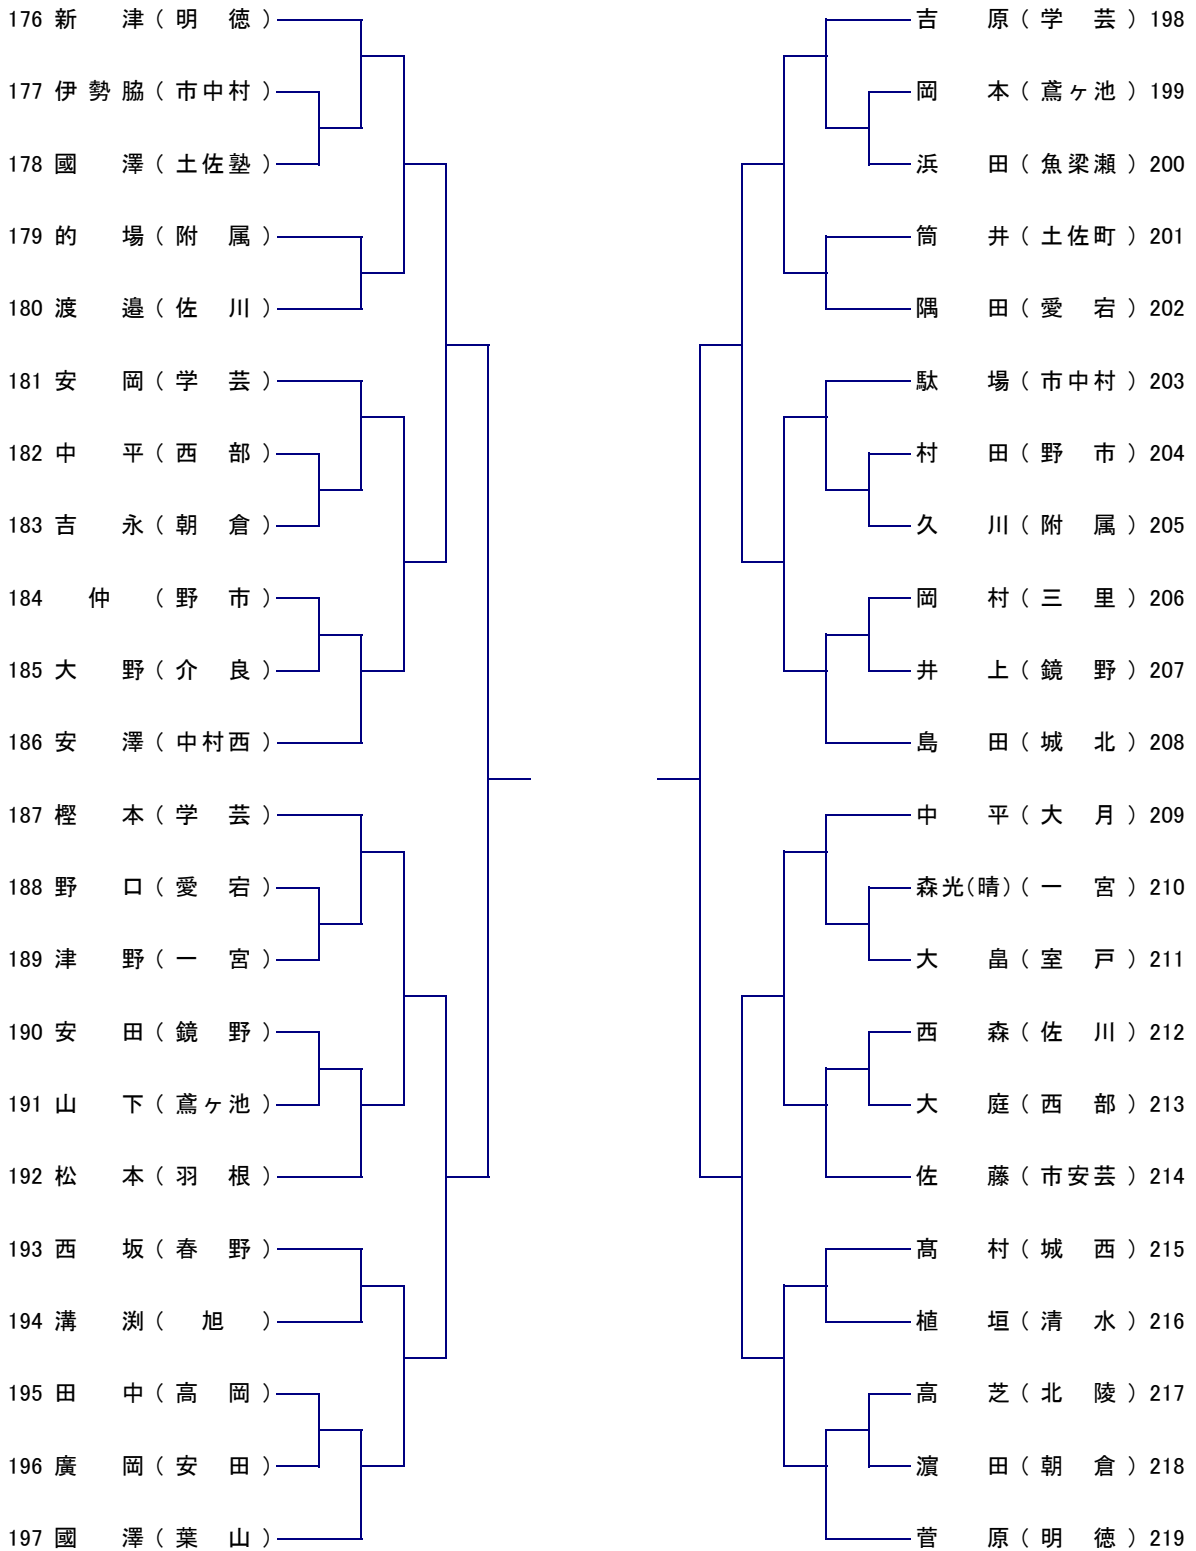 176 新 津 ( 明 徳 )
177 伊 勢 脇 ( 市中村 )
178 國 澤 ( 土佐塾 )
179 的 場 ( 附 属 )
180 渡 邉 ( 佐 川 )
181 安 岡 ( 学 芸 )
182 中 平 ( 西 部 )
183 吉 永 ( 朝 倉 )
184 仲 ( 野 市 )
185 大 野 ( 介 良 )
186 安 澤 ( 中村西 )
187 樫 本 ( 学 芸 )
188 野 口 ( 愛 宕 )
189 津 野 ( 一 宮 )
190 安 田 ( 鏡 野 )
191 山 下 ( 鳶ヶ池 )
192 松 本 ( 羽 根 )
193 西 坂 ( 春 野 )
194 溝 渕 ( 旭 )
195 田 中 ( 高 岡 )
196 廣 岡 ( 安 田 )
197 國 澤 ( 葉 山 )
吉 原 ( 学 芸 ) 198
岡 本 ( 鳶ヶ池 ) 199
浜 田 ( 魚梁瀬 ) 200
筒 井 ( 土佐町 ) 201
隅 田 ( 愛 宕 ) 202
駄 場 ( 市中村 ) 203
村 田 ( 野 市 ) 204
久 川 ( 附 属 ) 205
岡 村 ( 三 里 ) 206
井 上 ( 鏡 野 ) 207
島 田 ( 城 北 ) 208
中 平 ( 大 月 ) 209
森光(晴) ( 一 宮 ) 210
大 畠 ( 室 戸 ) 211
西 森 ( 佐 川 ) 212
大 庭 ( 西 部 ) 213
佐 藤 ( 市安芸 ) 214
髙 村 ( 城 西 ) 215
植 垣 ( 清 水 ) 216
高 芝 ( 北 陵 ) 217
濵 田 ( 朝 倉 ) 218
菅 原 ( 明 徳 ) 219